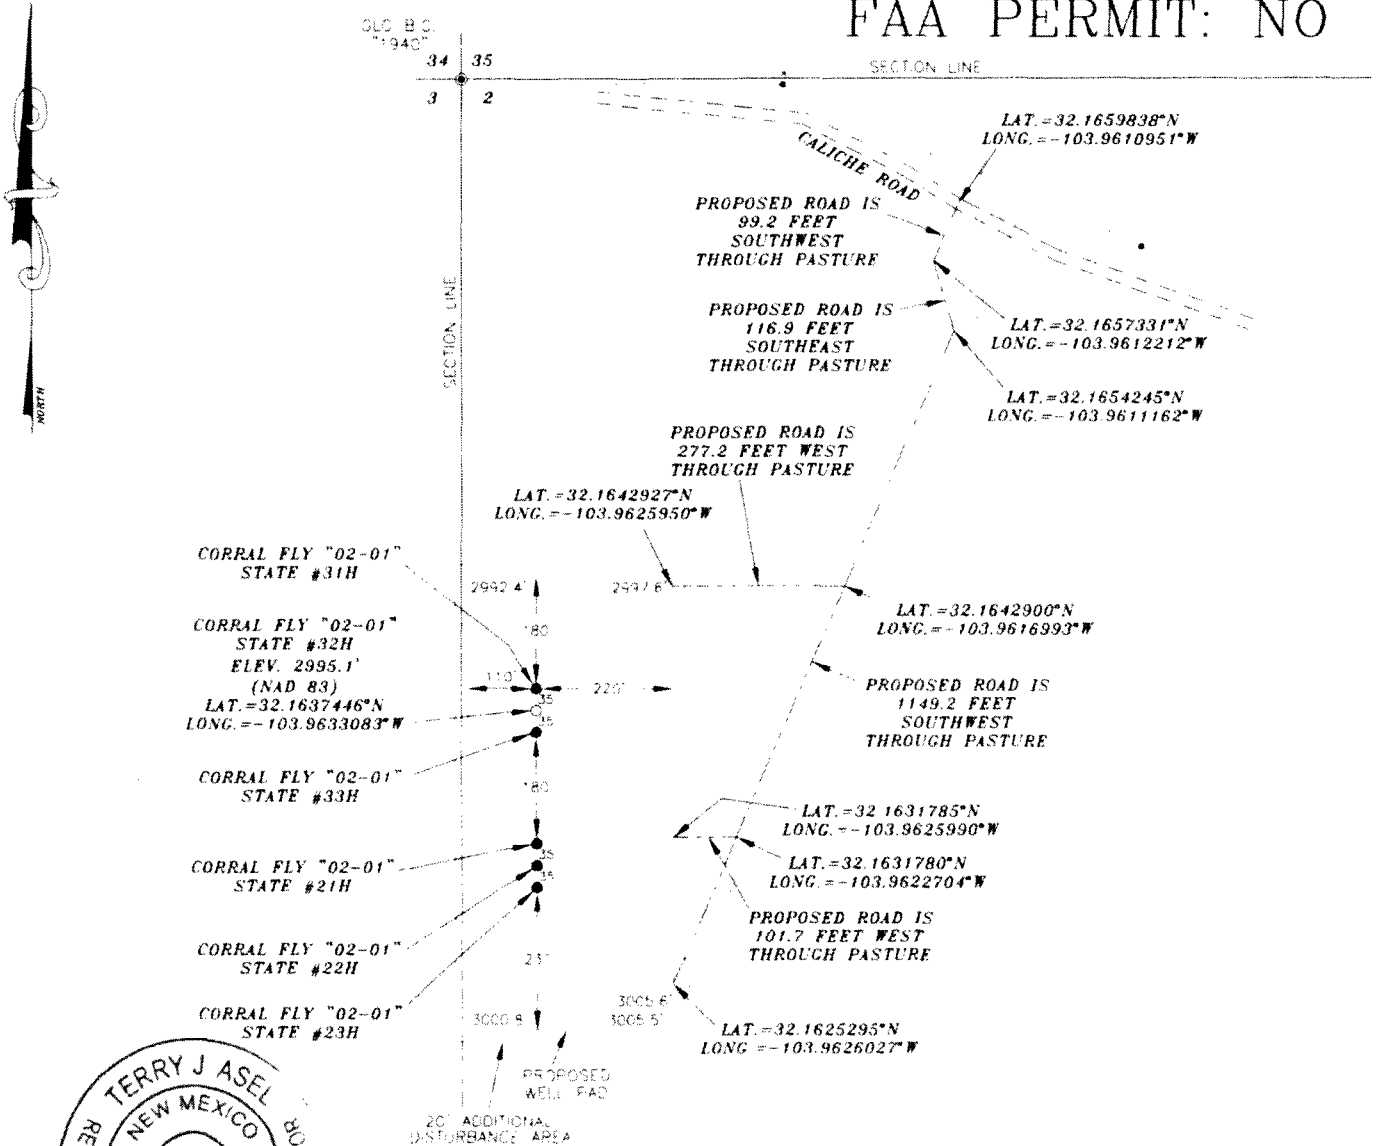 FAA PERMIT: NO
GLO B.C.
"1940"
34 35
3 2
SECTION LINE
LAT.=32.1659838°N
LONG.=-103.9610951°W
CALICHE ROAD
PROPOSED ROAD IS
99.2 FEET
SOUTHWEST
THROUGH PASTURE
SECTION LINE
PROPOSED ROAD IS
116.9 FEET
SOUTHEAST
THROUGH PASTURE
LAT.=32.1657331°N
LONG.=-103.9612212°W
NORTH
LAT.=32.1654245°N
LONG.=-103.9611162°W
PROPOSED ROAD IS
277.2 FEET WEST
THROUGH PASTURE
LAT.=32.1642927°N
LONG.=-103.9625950°W
CORRAL FLY "02-01"
STATE #31H
2992.4'
2997.6'
180'
LAT.=32.1642900°N
LONG.=-103.9616993°W
CORRAL FLY "02-01"
STATE #32H
ELEV. 2995.1'
(NAD 83)
LAT.=32.1637446°N
LONG.=-103.9633083°W
110'
220'
35'
35'
PROPOSED ROAD IS
1149.2 FEET
SOUTHWEST
THROUGH PASTURE
CORRAL FLY "02-01"
STATE #33H
180'
LAT.=32.1631785°N
LONG.=-103.9625990°W
CORRAL FLY "02-01"
STATE #21H
35'
35'
LAT.=32.1631780°N
LONG.=-103.9622704°W
CORRAL FLY "02-01"
STATE #22H
PROPOSED ROAD IS
101.7 FEET WEST
THROUGH PASTURE
CORRAL FLY "02-01"
STATE #23H
3000.8'
3005.6'
3005.5'
LAT.=32.1625295°N
LONG =-103.9626027°W
PROPOSED
WELL PAD
20' ADDITIONAL
DISTURBANCE AREA
TERRY J ASEL
NEW MEXICO